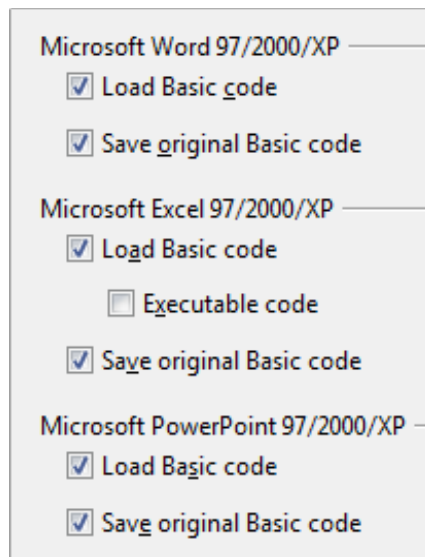 Microsoft Word 97/2000/XP
Load Basic code
Save original Basic code
Microsoft Excel 97/2000/XP
Load Basic code
Executable code
Save original Basic code
Microsoft PowerPoint 97/2000/XP
Load Basic code
Save original Basic code